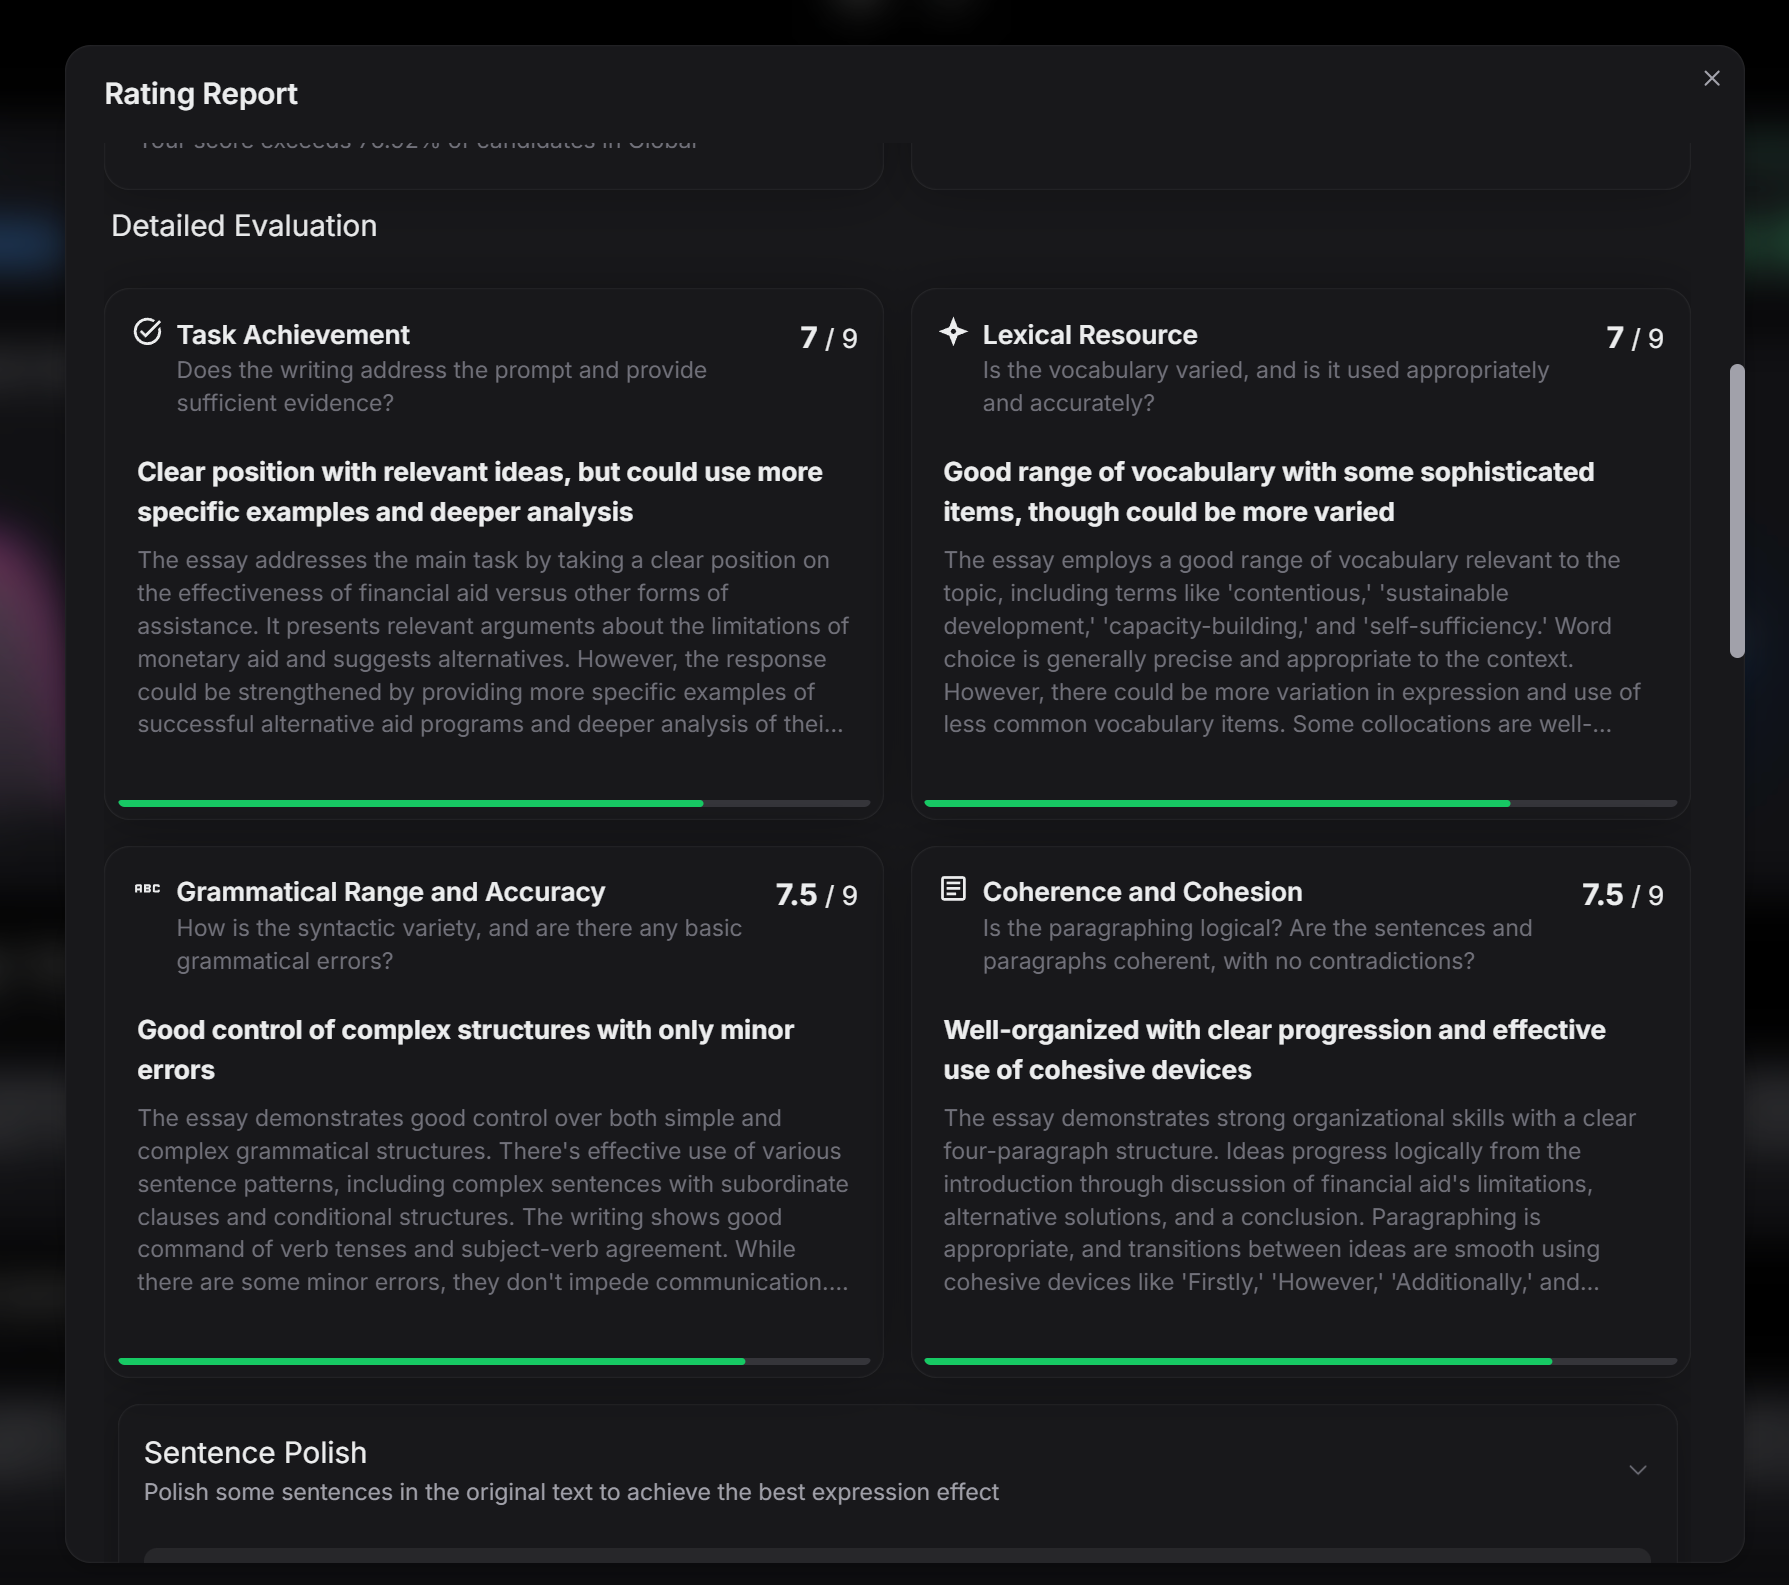 Rating Report
Your score exceeds 76.92% of candidates in Global
Detailed Evaluation
Task Achievement
7 / 9
Does the writing address the prompt and provide
sufficient evidence?
Clear position with relevant ideas, but could use more
specific examples and deeper analysis
The essay addresses the main task by taking a clear position on
the effectiveness of financial aid versus other forms of
assistance. It presents relevant arguments about the limitations of
monetary aid and suggests alternatives. However, the response
could be strengthened by providing more specific examples of
successful alternative aid programs and deeper analysis of thei...
Lexical Resource
7 / 9
Is the vocabulary varied, and is it used appropriately
and accurately?
Good range of vocabulary with some sophisticated
items, though could be more varied
The essay employs a good range of vocabulary relevant to the
topic, including terms like 'contentious,' 'sustainable
development,' 'capacity-building,' and 'self-sufficiency.' Word
choice is generally precise and appropriate to the context.
However, there could be more variation in expression and use of
less common vocabulary items. Some collocations are well-...
ABC
Grammatical Range and Accuracy
7.5 / 9
How is the syntactic variety, and are there any basic
grammatical errors?
Good control of complex structures with only minor
errors
The essay demonstrates good control over both simple and
complex grammatical structures. There's effective use of various
sentence patterns, including complex sentences with subordinate
clauses and conditional structures. The writing shows good
command of verb tenses and subject-verb agreement. While
there are some minor errors, they don't impede communication....
Coherence and Cohesion
7.5 / 9
Is the paragraphing logical? Are the sentences and
paragraphs coherent, with no contradictions?
Well-organized with clear progression and effective
use of cohesive devices
The essay demonstrates strong organizational skills with a clear
four-paragraph structure. Ideas progress logically from the
introduction through discussion of financial aid's limitations,
alternative solutions, and a conclusion. Paragraphing is
appropriate, and transitions between ideas are smooth using
cohesive devices like 'Firstly,' 'However,' 'Additionally,' and...
Sentence Polish
Polish some sentences in the original text to achieve the best expression effect